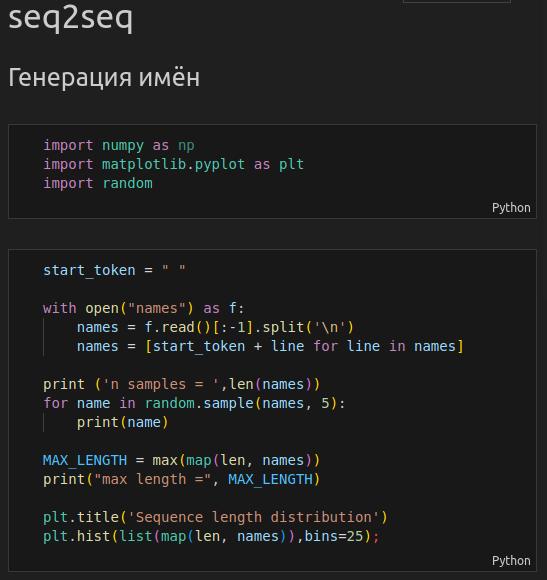 seq2seq
Генерация имён
import numpy as np
import matplotlib.pyplot as plt
import random
Python
start_token = " "
with open("names") as f:
    names = f.read()[:-1].split('\n')
    names = [start_token + line for line in names]
print ('n samples = ',len(names))
for name in random.sample(names, 5):
    print(name)
MAX_LENGTH = max(map(len, names))
print("max length =", MAX_LENGTH)
plt.title('Sequence length distribution')
plt.hist(list(map(len, names)),bins=25);
Python